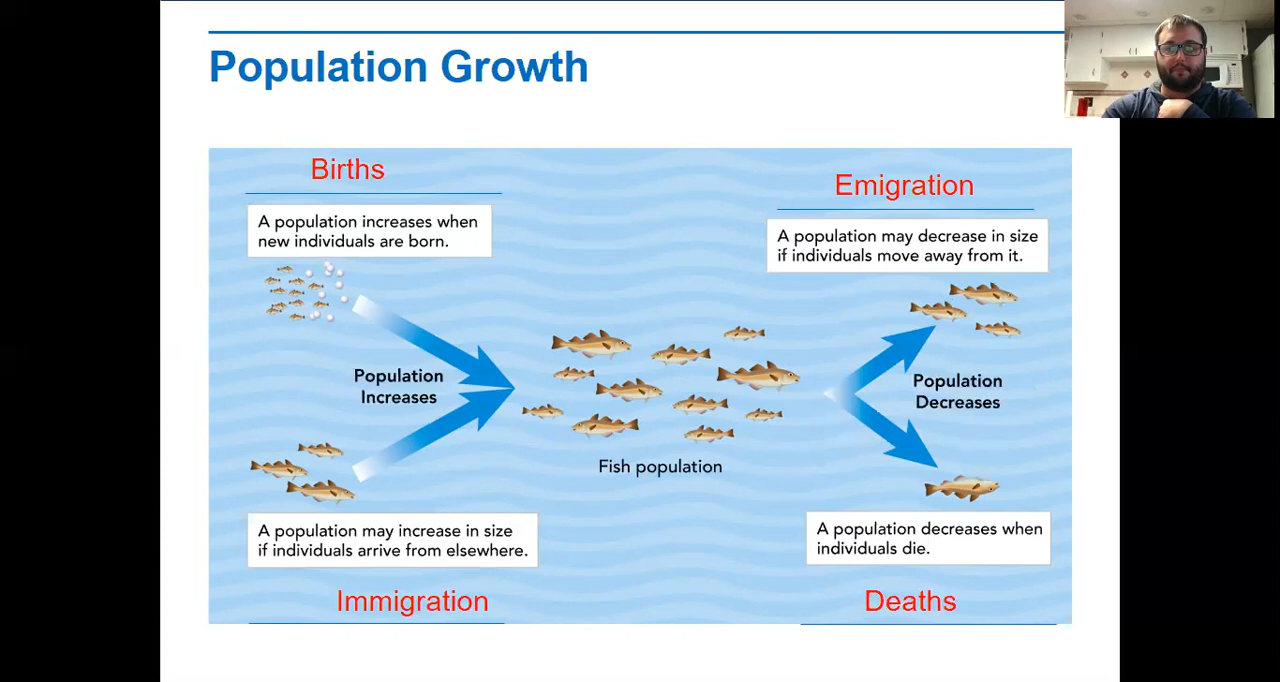 Population Growth
Births
A population increases when
new individuals are born.
Emigration
A population may decrease in size
if individuals move away from it.
Population
Increases
Population
Decreases
Fish population
A population may increase in size
if individuals arrive from elsewhere.
Immigration
A population decreases when
individuals die.
Deaths